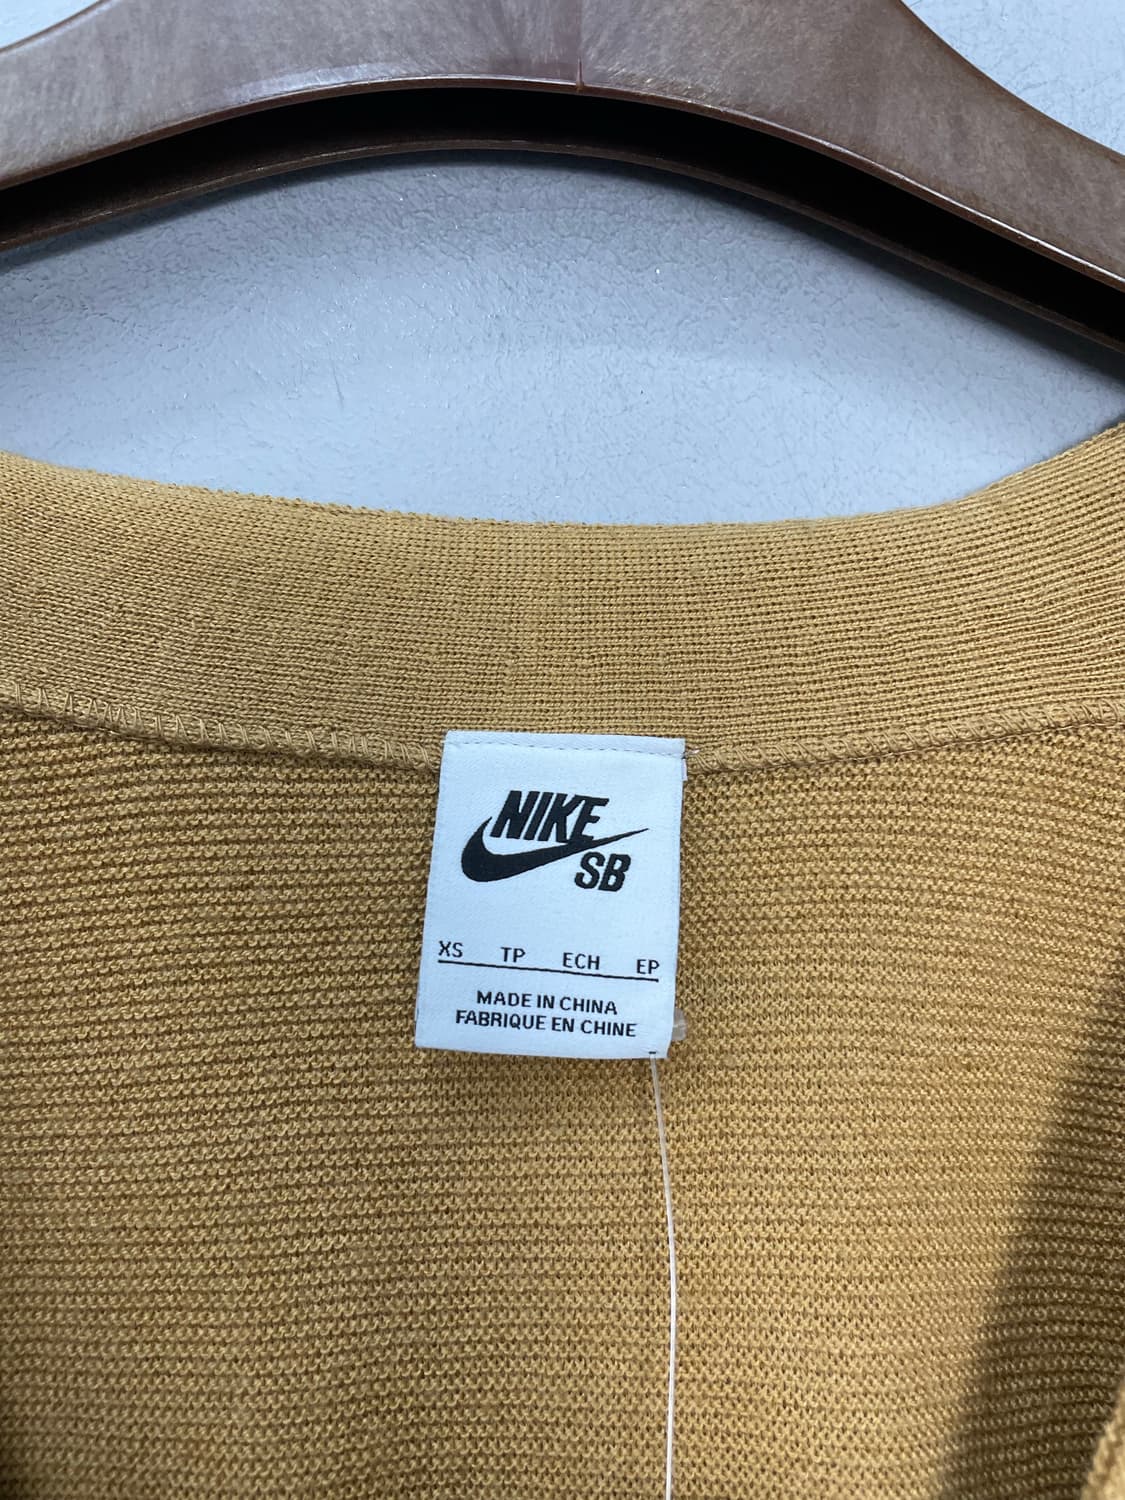 NIKE
SB
XS TP ECH EP
MADE IN CHINA
FABRIQUE EN CHINE